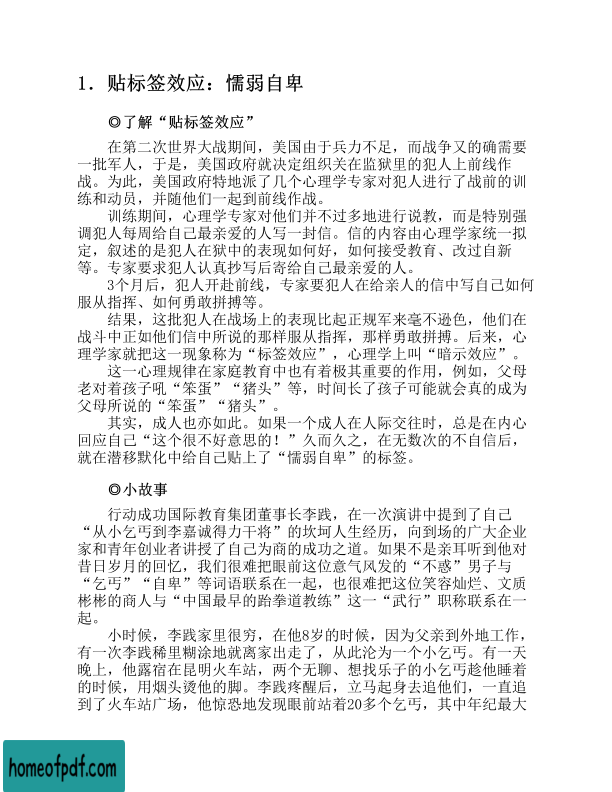 1．贴标签效应：懦弱自卑
◎了解“贴标签效应”
在第二次世界大战期间，美国由于兵力不足，而战争又的确需要
一批军人，于是，美国政府就决定组织关在监狱里的犯人上前线作
战。为此，美国政府特地派了几个心理学专家对犯人进行了战前的训
练和动员，并随他们一起到前线作战。
训练期间，心理学专家对他们并不过多地进行说教，而是特别强
调犯人每周给自己最亲爱的人写一封信。信的内容由心理学家统一拟
定，叙述的是犯人在狱中的表现如何好，如何接受教育、改过自新
等。专家要求犯人认真抄写后寄给自己最亲爱的人。
3个月后，犯人开赴前线，专家要犯人在给亲人的信中写自己如何
服从指挥、如何勇敢拼搏等。
结果，这批犯人在战场上的表现比起正规军来毫不逊色，他们在
战斗中正如他们信中所说的那样服从指挥，那样勇敢拼搏。后来，心
理学家就把这一现象称为“标签效应”，心理学上叫“暗示效应”。
这一心理规律在家庭教育中也有着极其重要的作用，例如，父母
老对着孩子吼“笨蛋”“猪头”等，时间长了孩子可能就会真的成为
父母所说的“笨蛋”“猪头”。
其实，成人也亦如此。如果一个成人在人际交往时，总是在内心
回应自己“这个很不好意思的！”久而久之，在无数次的不自信后，
就在潜移默化中给自己贴上了“懦弱自卑”的标签。
◎小故事
行动成功国际教育集团董事长李践，在一次演讲中提到了自己
“从小乞丐到李嘉诚得力干将”的坎坷人生经历，向到场的广大企业
家和青年创业者讲授了自己为商的成功之道。如果不是亲耳听到他对
昔日岁月的回忆，我们很难把眼前这位意气风发的“不惑”男子与
“乞丐”“自卑”等词语联系在一起，也很难把这位笑容灿烂、文质
彬彬的商人与“中国最早的跆拳道教练”这一“武行”职称联系在一
起。
小时候，李践家里很穷，在他8岁的时候，因为父亲到外地工作，
有一次李践稀里糊涂地就离家出走了，从此沦为一个小乞丐。有一天
晚上，他露宿在昆明火车站，两个无聊、想找乐子的小乞丐趁他睡着
的时候，用烟头烫他的脚。李践疼醒后，立马起身去追他们，一直追
到了火车站广场，他惊恐地发现眼前站着20多个乞丐，其中年纪最大
homeofpdf.com